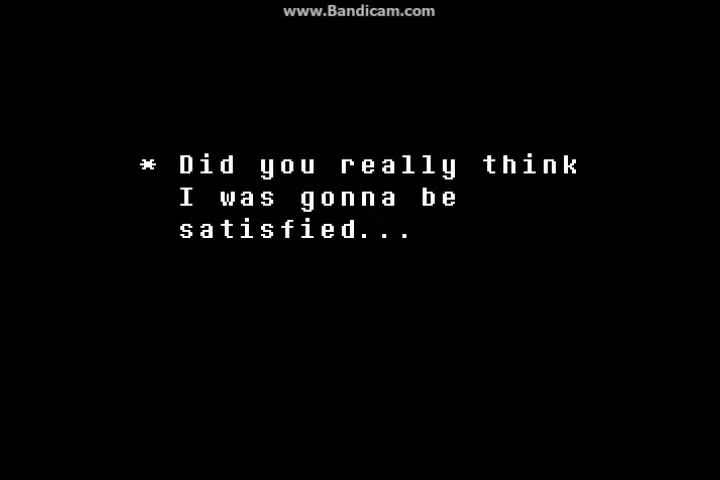 www.Bandicam.com
* Did you really think
I was gonna be
satisfied...